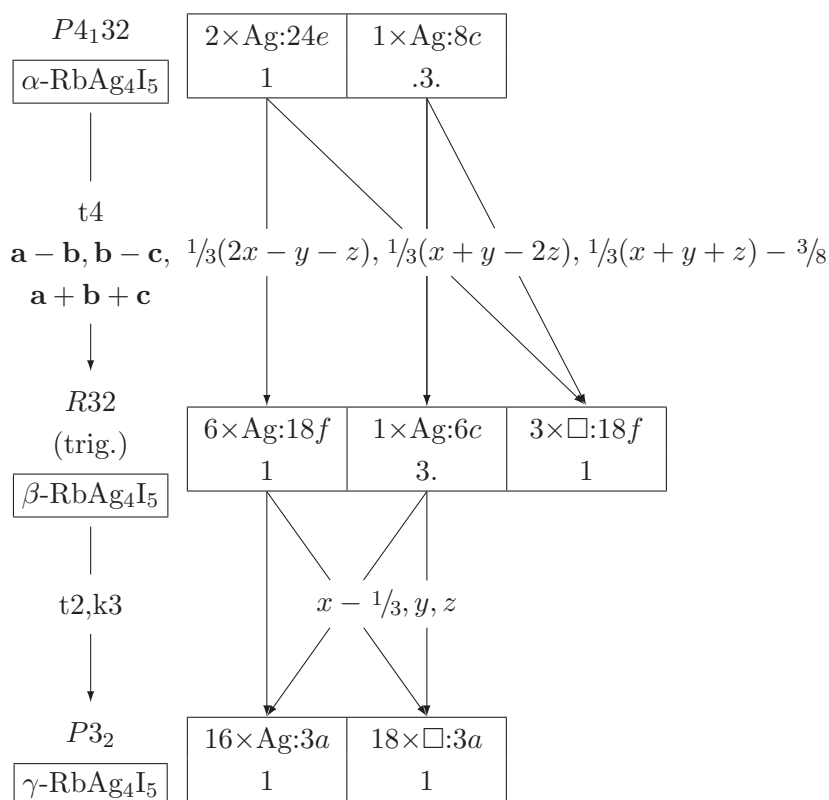 P4₁32
2×Ag:24e 1×Ag:8c
α-RbAg₄I₅
1 .3.
t4
a − b, b − c, ¹/₃(2x − y − z), ¹/₃(x + y − 2z), ¹/₃(x + y + z) − ³/₈
a + b + c
R32
6×Ag:18f 1×Ag:6c 3×□:18f
(trig.)
1 3. 1
β-RbAg₄I₅
t2,k3 x − ¹/₃, y, z
P3₂
16×Ag:3a 18×□:3a
γ-RbAg₄I₅
1 1